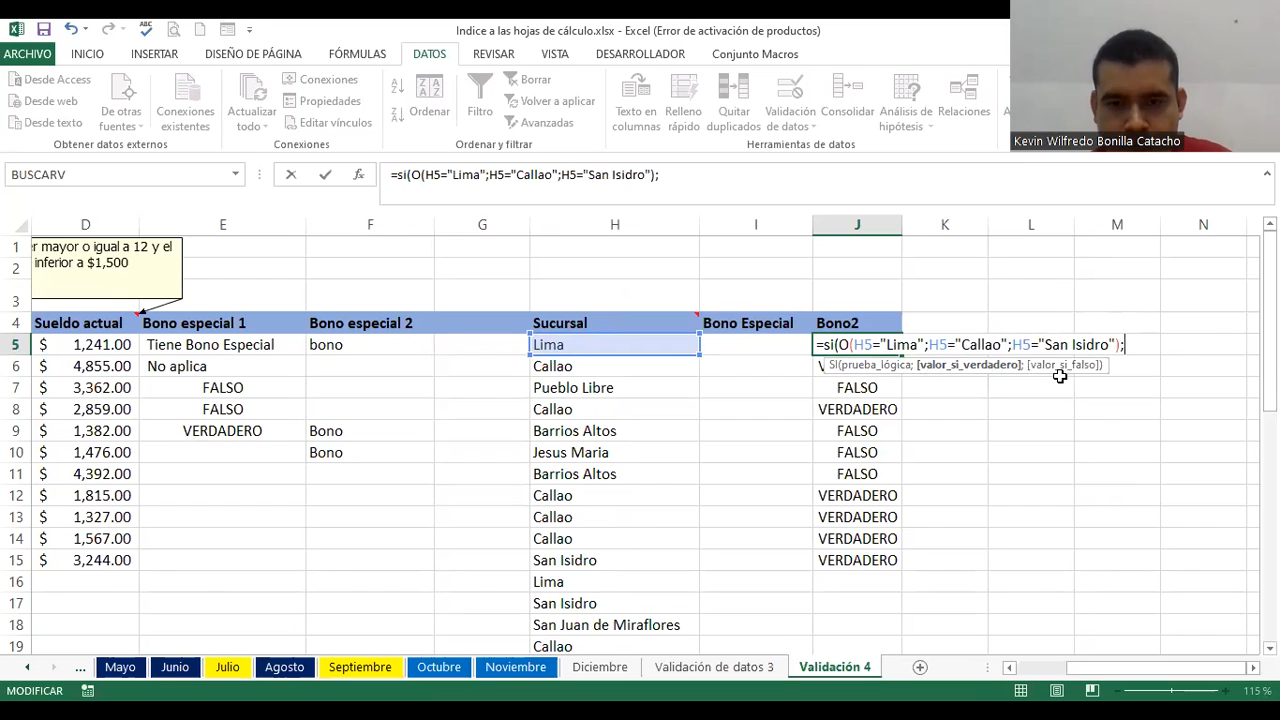 Indice a las hojas de cálculo.xlsx - Excel (Error de activación de productos)
ARCHIVO INICIO INSERTAR DISEÑO DE PÁGINA FÓRMULAS DATOS REVISAR VISTA DESARROLLADOR Conjunto Macros
Desde Access
Desde web
Desde texto
De otras fuentes
Conexiones existentes
Obtener datos externos
Actualizar todo
Conexiones
Propiedades
Editar vínculos
Conexiones
Ordenar
Filtro
Borrar
Volver a aplicar
Avanzadas
Ordenar y filtrar
Texto en columnas
Relleno rápido
Quitar duplicados
Validación de datos
Consolidar
Análisis de hipótesis
Relaciones
Herramientas de datos
Kevin Wilfredo Bonilla Catacho
BUSCARV =si(O(H5="Lima";H5="Callao";H5="San Isidro");
D E F G H I J K L M N
1 r mayor o igual a 12 y el
2 inferior a $1,500
3
4 Sueldo actual Bono especial 1 Bono especial 2 Sucursal Bono Especial Bono2
5 $ 1,241.00 Tiene Bono Especial bono Lima =si(O(H5="Lima";H5="Callao";H5="San Isidro");
6 $ 4,855.00 No aplica Callao V SI(prueba_lógica; [valor_si_verdadero]; [valor_si_falso])
7 $ 3,362.00 FALSO Pueblo Libre FALSO
8 $ 2,859.00 FALSO Callao VERDADERO
9 $ 1,382.00 VERDADERO Bono Barrios Altos FALSO
10 $ 1,476.00 Bono Jesus Maria FALSO
11 $ 4,392.00 Barrios Altos FALSO
12 $ 1,815.00 Callao VERDADERO
13 $ 1,327.00 Callao VERDADERO
14 $ 1,567.00 Callao VERDADERO
15 $ 3,244.00 San Isidro VERDADERO
16 Lima
17 San Isidro
18 San Juan de Miraflores
19 Callao
... Mayo Junio Julio Agosto Septiembre Octubre Noviembre Diciembre Validación de datos 3 Validación 4
MODIFICAR 115 %